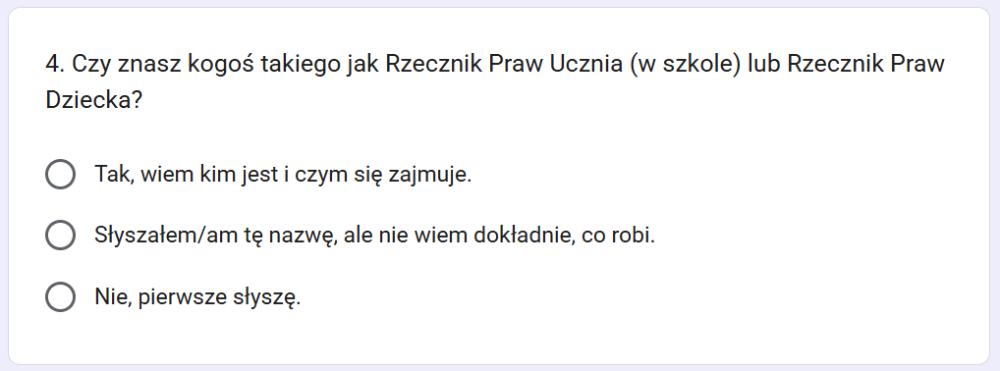 4. Czy znasz kogoś takiego jak Rzecznik Praw Ucznia (w szkole) lub Rzecznik Praw
Dziecka?
Tak, wiem kim jest i czym się zajmuje.
Słyszałem/am tę nazwę, ale nie wiem dokładnie, co robi.
Nie, pierwsze słyszę.